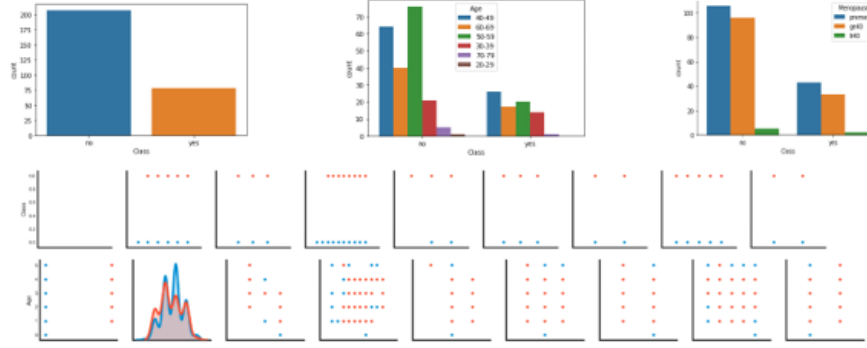 200
175
150
125
100
75
50
25
0
count
no
yes
Class
70
60
50
40
30
20
10
0
count
Age
40-49
60-69
50-59
30-39
70-79
20-29
no
yes
Class
100
80
60
40
20
0
count
Menopause
ge40
lt40
no
yes
Class
Class
Age